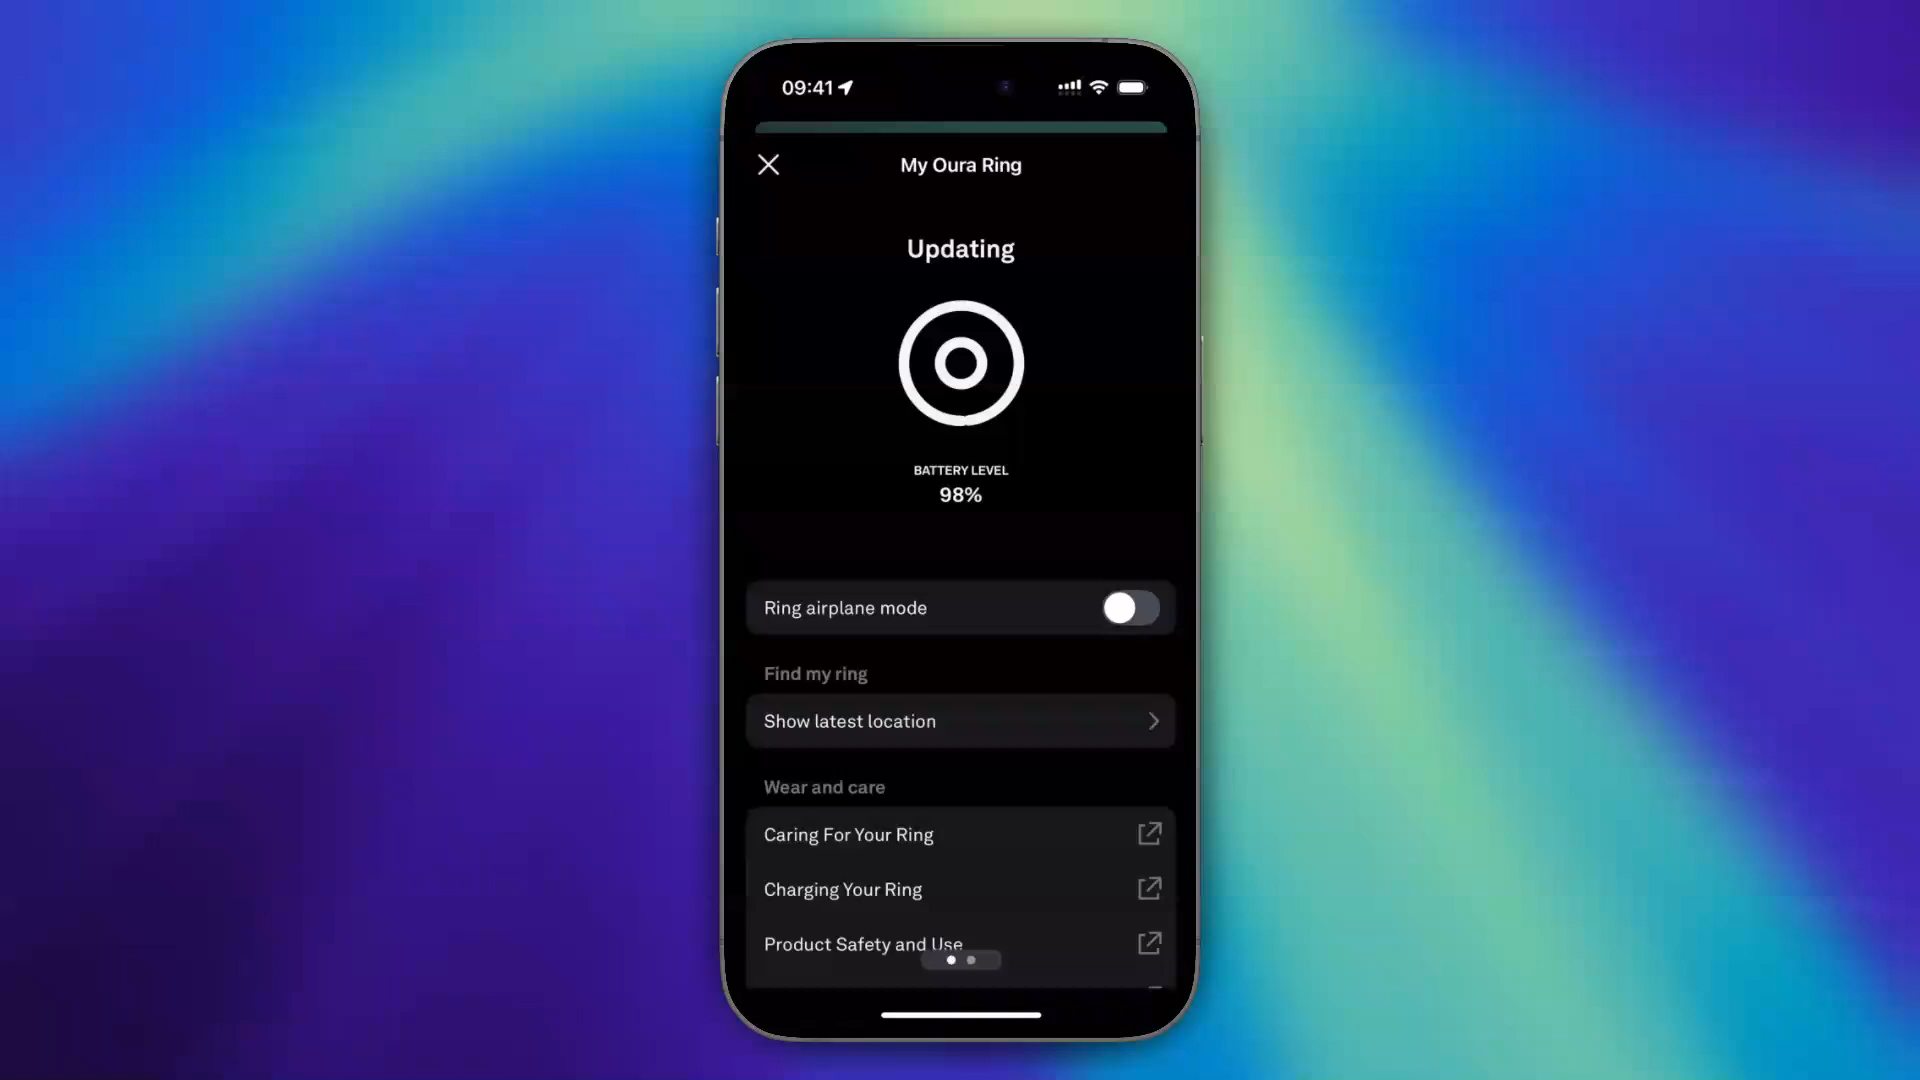 09:41
My Oura Ring
Updating
BATTERY LEVEL
98%
Ring airplane mode
Find my ring
Show latest location
Wear and care
Caring For Your Ring
Charging Your Ring
Product Safety and Use